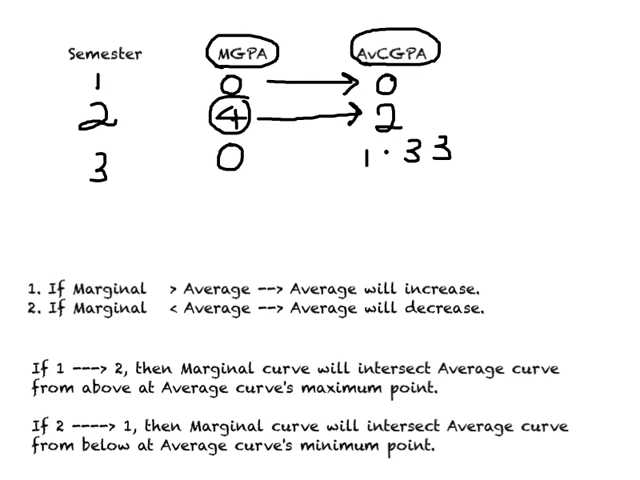 Semester MGPA AvCGPA
1 0 0
2 4 2
3 0 1.33
1. If Marginal > Average --> Average will increase.
2. If Marginal < Average --> Average will decrease.
If 1 ---> 2, then Marginal curve will intersect Average curve
from above at Average curve's maximum point.
If 2 ----> 1, then Marginal curve will intersect Average curve
from below at Average curve's minimum point.